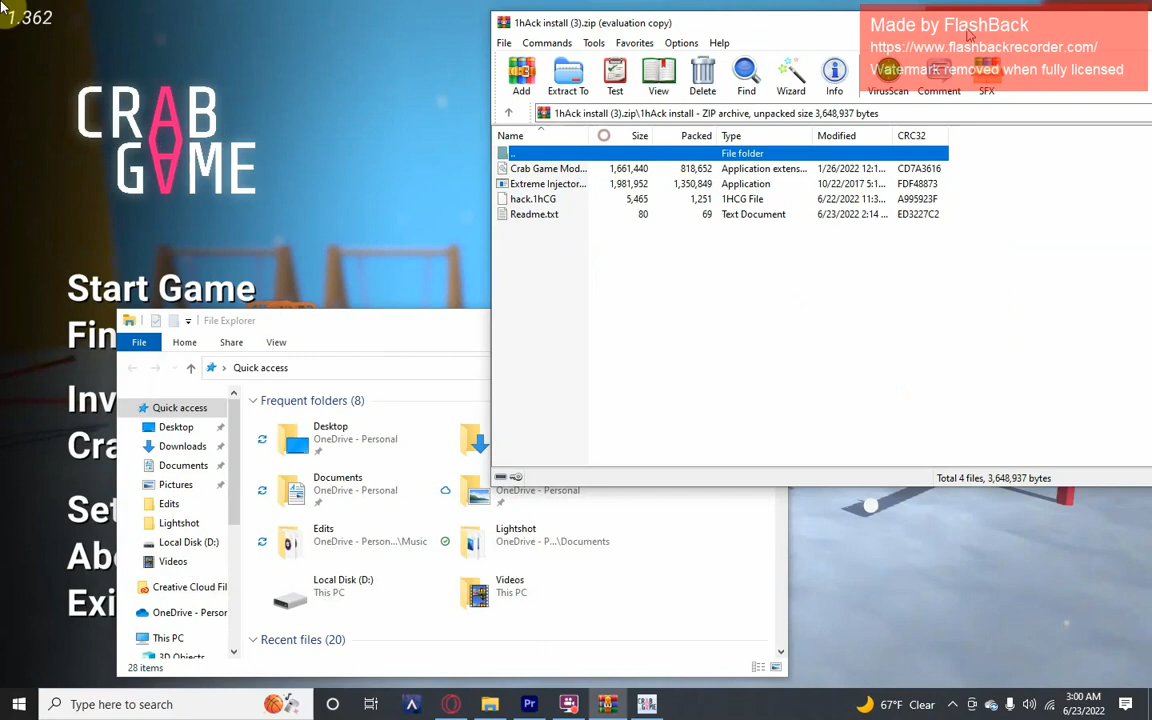 1.362
CRAB
GAME
Start Game
Fin
Inv
Cra
Set
Abo
Exi
1hAck install (3).zip (evaluation copy)
File Commands Tools Favorites Options Help
Add Extract To Test View Delete Find Wizard Info VirusScan Comment SFX
1hAck install (3).zip\1hAck install - ZIP archive, unpacked size 3,648,937 bytes
Name Size Packed Type Modified CRC32
.. File folder
Crab Game Mod... 1,661,440 818,652 Application extens... 1/26/2022 12:1... CD7A3616
Extreme Injector... 1,981,952 1,350,849 Application 10/22/2017 5:1... FDF48873
hack.1hCG 5,465 1,251 1HCG File 6/22/2022 11:3... A995923F
Readme.txt 80 69 Text Document 6/23/2022 2:14 ... ED3227C2
Total 4 files, 3,648,937 bytes
Made by FlashBack
https://www.flashbackrecorder.com/
Watermark removed when fully licensed
File Explorer
File Home Share View
Quick access
Quick access
Desktop
Downloads
Documents
Pictures
Edits
Lightshot
Local Disk (D:)
Videos
Creative Cloud Fil
OneDrive - Person
This PC
3D Objects
Frequent folders (8)
Desktop
OneDrive - Personal
Documents
OneDrive - Personal
OneDrive - Personal
Edits
OneDrive - Person...\Music
Lightshot
OneDrive - P...\Documents
Local Disk (D:)
This PC
Videos
This PC
Recent files (20)
28 items
Type here to search
Pr
67°F Clear
3:00 AM
6/23/2022